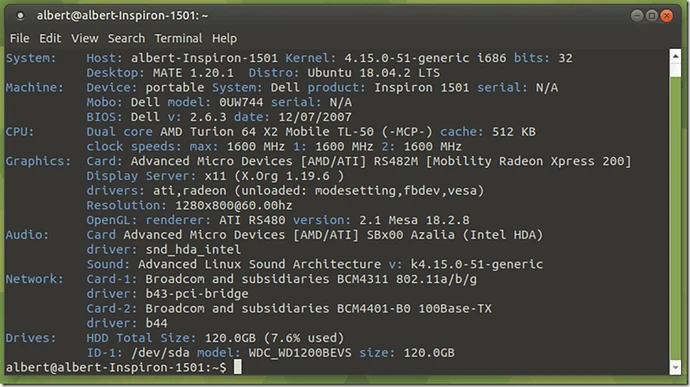 albert@albert-Inspiron-1501: ~
File Edit View Search Terminal Help
System: Host: albert-Inspiron-1501 Kernel: 4.15.0-51-generic i686 bits: 32
Desktop: MATE 1.20.1 Distro: Ubuntu 18.04.2 LTS
Machine: Device: portable System: Dell product: Inspiron 1501 serial: N/A
Mobo: Dell model: 0UW744 serial: N/A
BIOS: Dell v: 2.6.3 date: 12/07/2007
CPU: Dual core AMD Turion 64 X2 Mobile TL-50 (-MCP-) cache: 512 KB
clock speeds: max: 1600 MHz 1: 1600 MHz 2: 1600 MHz
Graphics: Card: Advanced Micro Devices [AMD/ATI] RS482M [Mobility Radeon Xpress 200]
Display Server: x11 (X.Org 1.19.6 )
drivers: ati,radeon (unloaded: modesetting,fbdev,vesa)
Resolution: 1280x800@60.00hz
OpenGL: renderer: ATI RS480 version: 2.1 Mesa 18.2.8
Audio: Card Advanced Micro Devices [AMD/ATI] SBx00 Azalia (Intel HDA)
driver: snd_hda_intel
Sound: Advanced Linux Sound Architecture v: k4.15.0-51-generic
Network: Card-1: Broadcom and subsidiaries BCM4311 802.11a/b/g
driver: b43-pci-bridge
Card-2: Broadcom and subsidiaries BCM4401-B0 100Base-TX
driver: b44
Drives: HDD Total Size: 120.0GB (7.6% used)
ID-1: /dev/sda model: WDC_WD1200BEVS size: 120.0GB
albert@albert-Inspiron-1501:~$